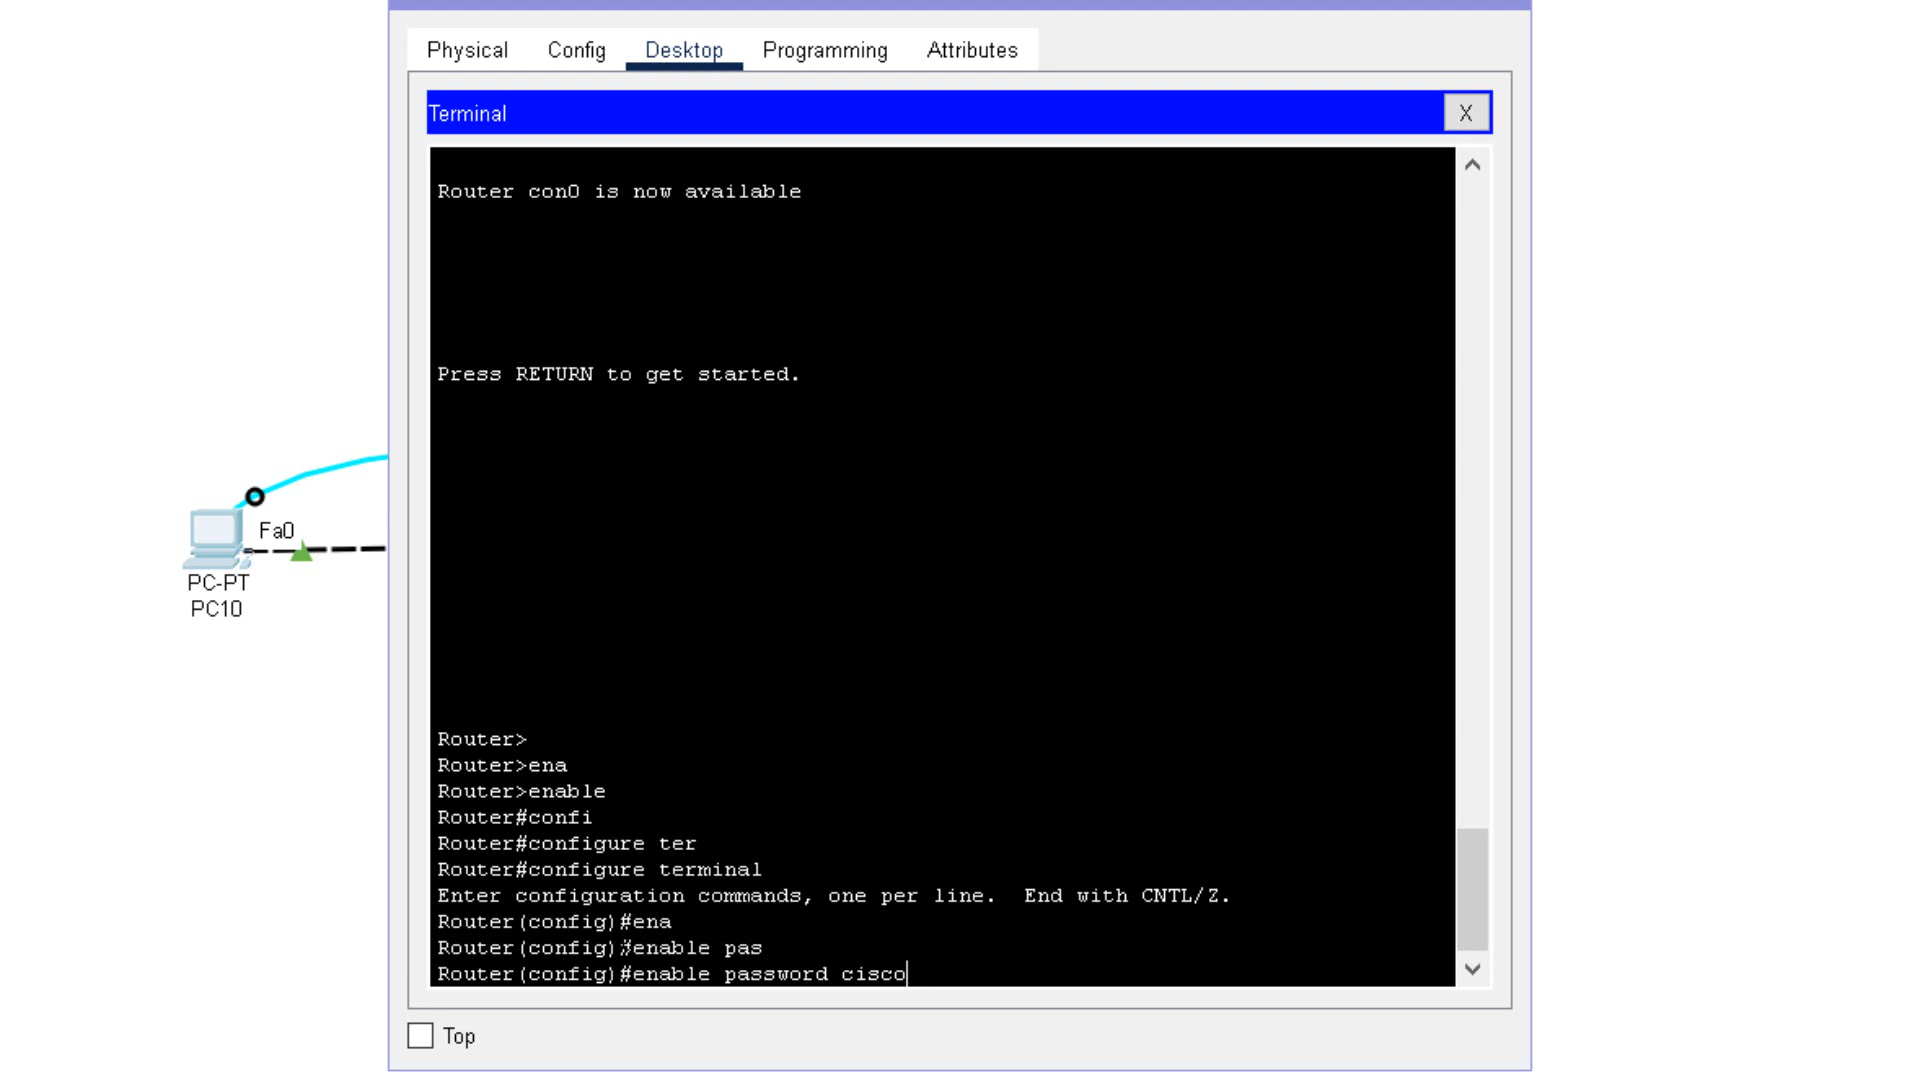 Physical Config Desktop Programming Attributes
Terminal X
Router con0 is now available
Press RETURN to get started.
Fa0
PC-PT
PC10
Router>
Router>ena
Router>enable
Router#confi
Router#configure ter
Router#configure terminal
Enter configuration commands, one per line.  End with CNTL/Z.
Router(config)#ena
Router(config)#enable pas
Router(config)#enable password cisco
Top